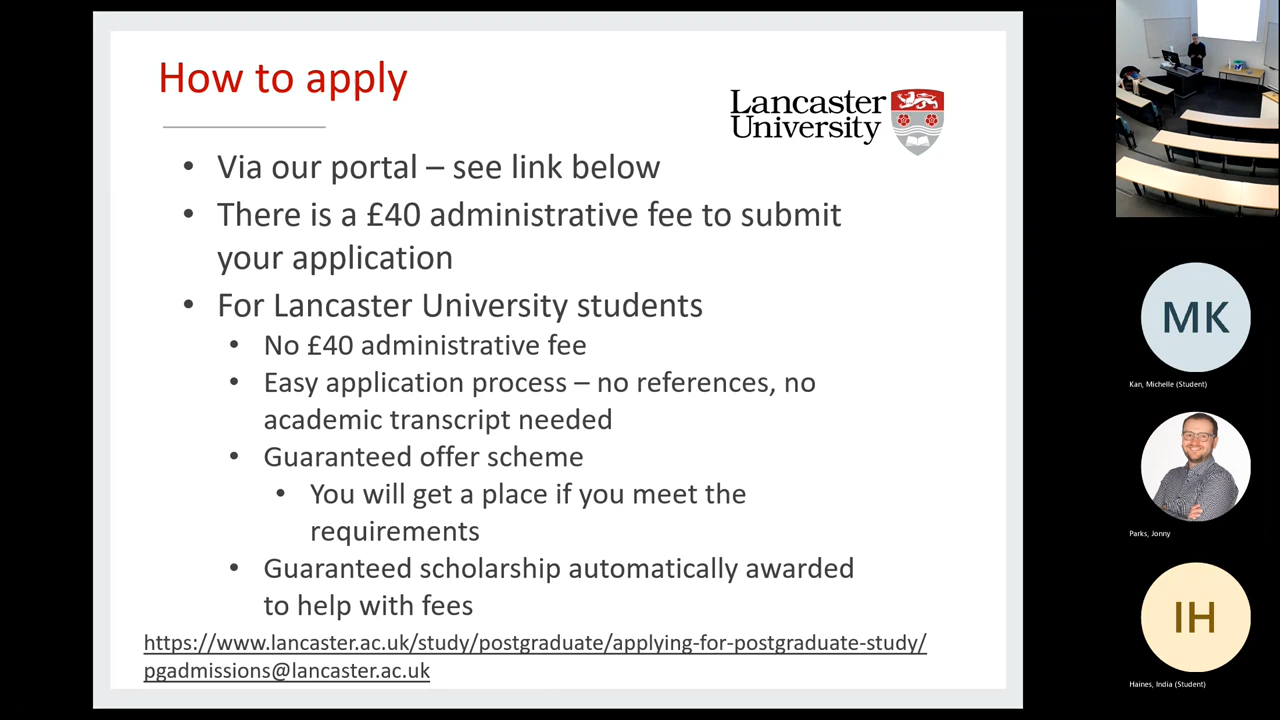 How to apply
Lancaster
University
• Via our portal – see link below
• There is a £40 administrative fee to submit
your application
• For Lancaster University students
• No £40 administrative fee
• Easy application process – no references, no
academic transcript needed
• Guaranteed offer scheme
• You will get a place if you meet the
requirements
• Guaranteed scholarship automatically awarded
to help with fees
https://www.lancaster.ac.uk/study/postgraduate/applying-for-postgraduate-study/
pgadmissions@lancaster.ac.uk
MK
Kan, Michelle (Student)
Parks, Jonny
IH
Haines, India (Student)